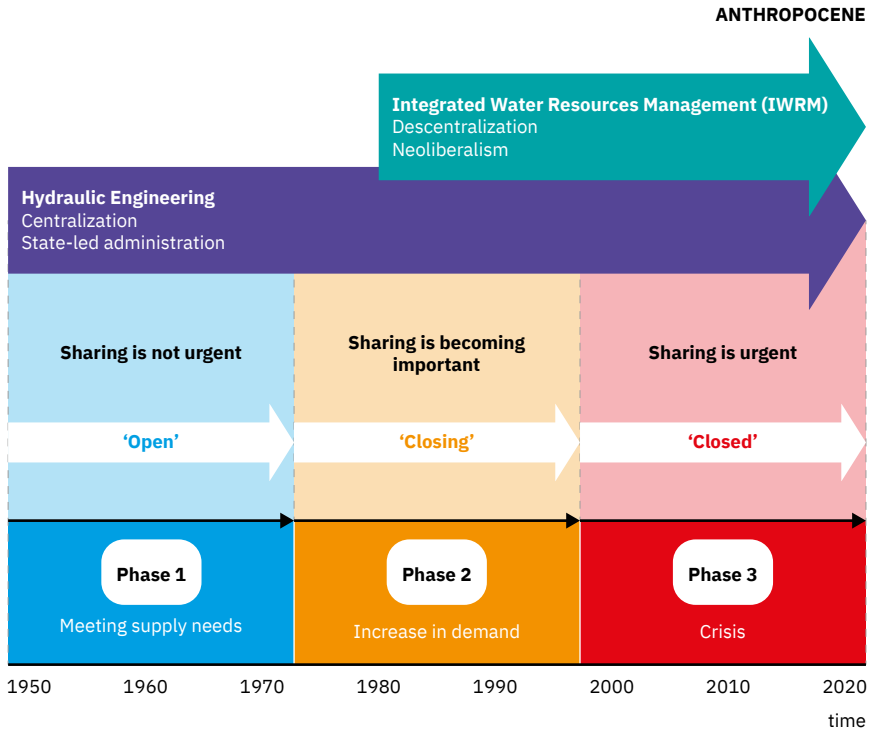 ANTHROPOCENE
Integrated Water Resources Management (IWRM)
Descentralization
Neoliberalism
Hydraulic Engineering
Centralization
State-led administration
Sharing is not urgent
Sharing is becoming
important
Sharing is urgent
‘Open’
‘Closing’
‘Closed’
Phase 1
Phase 2
Phase 3
Meeting supply needs
Increase in demand
Crisis
1950 1960 1970 1980 1990 2000 2010 2020
time